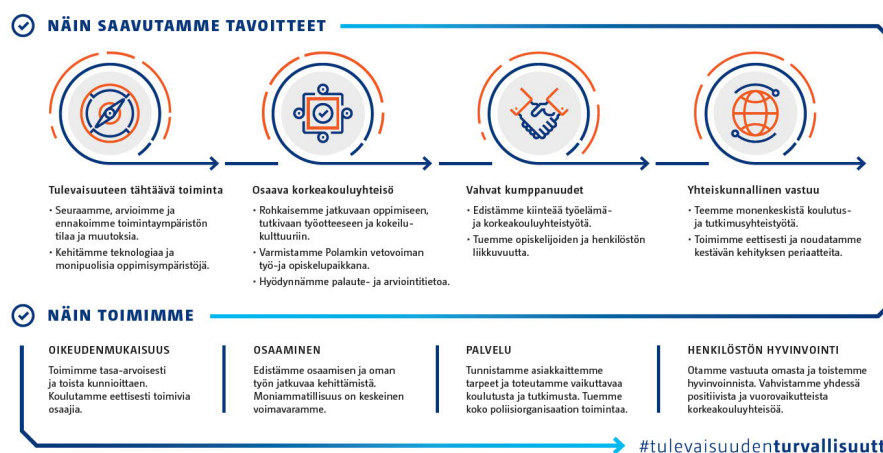 NÄIN SAAVUTAMME TAVOITTEET
Tulevaisuuteen tähtäävä toiminta
• Seuraamme, arvioimme ja
ennakoimme toimintaympäristön
tilaa ja muutoksia.
• Kehitämme teknologiaa ja
monipuolisia oppimisympäristöjä.
Osaava korkeakouluyhteisö
• Rohkaisemme jatkuvaan oppimiseen,
tutkivaan työotteeseen ja kokeilu-
kulttuuriin.
• Varmistamme Polamkin vetovoiman
työ-ja opiskelupaikkana.
• Hyödynnämme palaute- ja arviointitietoa.
Vahvat kumppanuudet
• Edistämme kiinteää työelämä-
ja korkeakouluyhteistyötä.
• Tuemme opiskelijoiden ja henkilöstön
liikkuvuutta.
Yhteiskunnallinen vastuu
• Teemme monenkeskistä koulutus-
ja tutkimusyhteistyötä.
• Toimimme eettisesti ja noudatamme
kestävän kehityksen periaatteita.
NÄIN TOIMIMME
OIKEUDENMUKAISUUS
Toimimme tasa-arvoisesti
ja toista kunnioittaen.
Koulutamme eettisesti toimivia
osaajia.
OSAAMINEN
Edistämme osaamisen ja oman
työn jatkuvaa kehittämistä.
Moniammatillisuus on keskeinen
voimavaramme.
PALVELU
Tunnistamme asiakkaittemme
tarpeet ja toteutamme vaikuttavaa
koulutusta ja tutkimusta. Tuemme
koko poliisiorganisaation toimintaa.
HENKILÖSTÖN HYVINVOINTI
Otamme vastuuta omasta ja toistemme
hyvinvoinnista. Vahvistamme yhdessä
positiivista ja vuorovaikutteista
korkeakouluyhteisöä.
#tulevaisuudenturvallisuutt